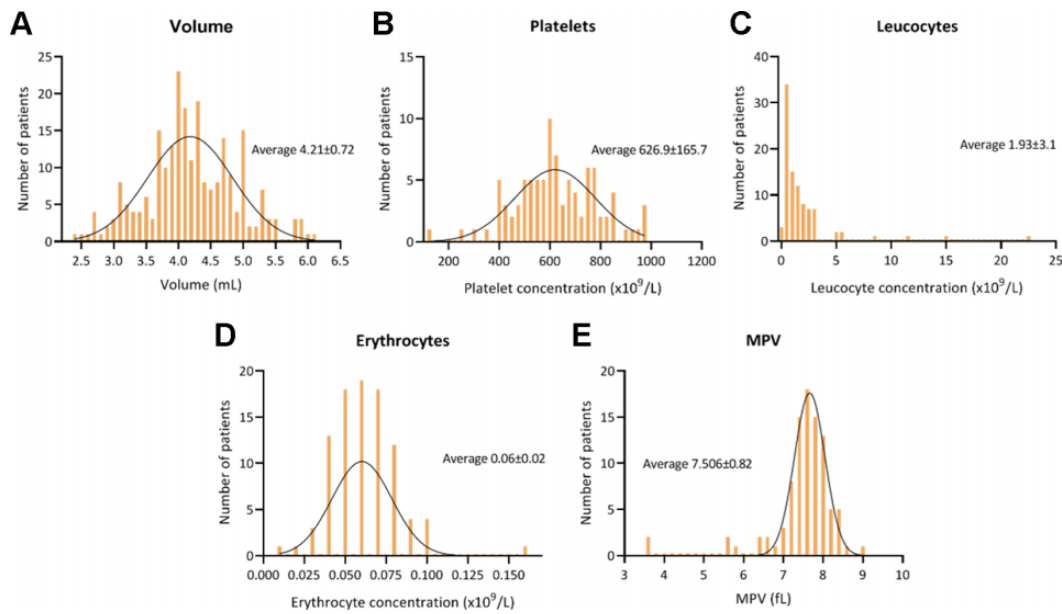 A
Volume
Number of patients
25
20
15
10
5
0
2.5 3.0 3.5 4.0 4.5 5.0 5.5 6.0 6.5
Volume (mL)
Average 4.21±0.72
B
Platelets
Number of patients
15
10
5
0
200 400 600 800 1000 1200
Platelet concentration (x10⁹/L)
Average 626.9±165.7
C
Leucocytes
Number of patients
40
30
20
10
0
0 5 10 15 20 25
Leucocyte concentration (x10⁹/L)
Average 1.93±3.1
D
Erythrocytes
Number of patients
20
15
10
5
0
0.000 0.025 0.050 0.075 0.100 0.125 0.150
Erythrocyte concentration (x10⁹/L)
Average 0.06±0.02
E
MPV
Number of patients
20
15
10
5
0
3 4 5 6 7 8 9 10
MPV (fL)
Average 7.506±0.82